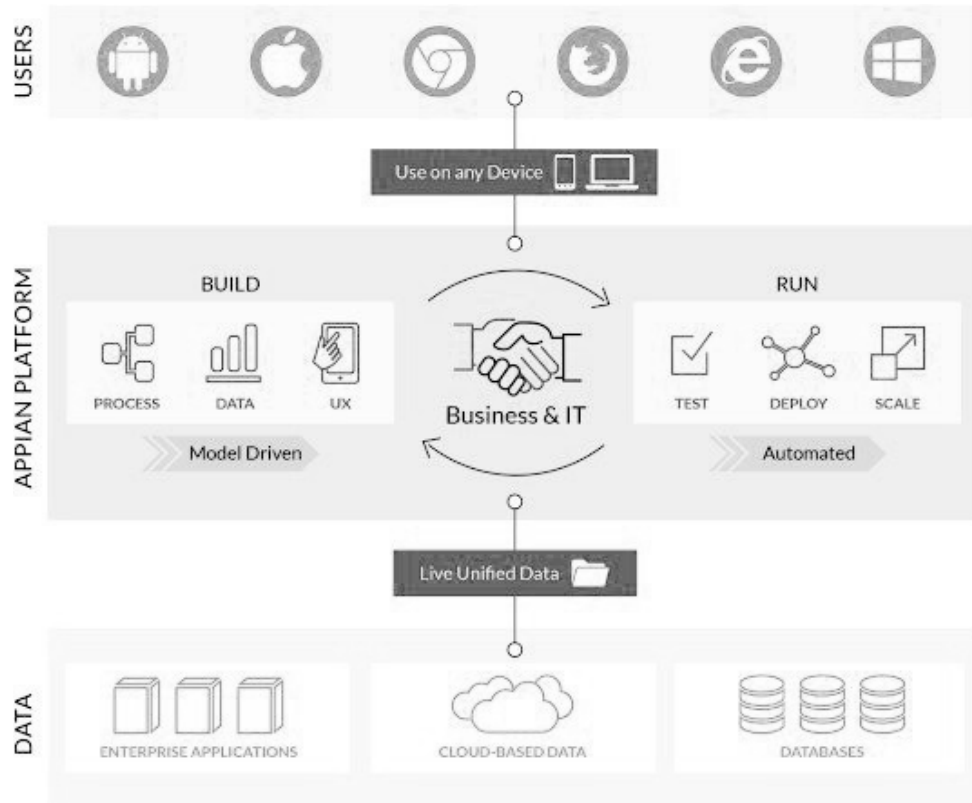 USERS
Use on any Device
APPIAN PLATFORM
BUILD
PROCESS
DATA
UX
Model Driven
Business & IT
RUN
TEST
DEPLOY
SCALE
Automated
Live Unified Data
DATA
ENTERPRISE APPLICATIONS
CLOUD-BASED DATA
DATABASES